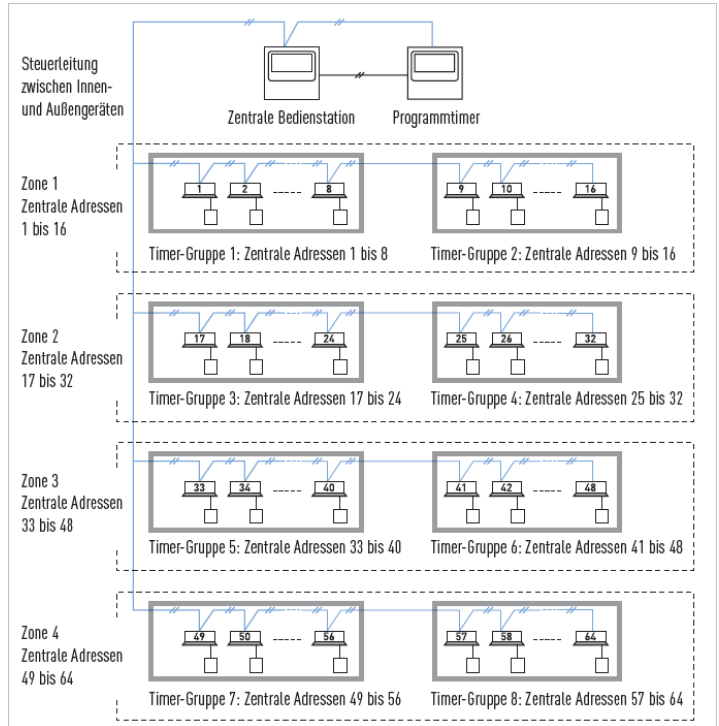 Steuerleitung
zwischen Innen-
und Außengeräten
Zentrale Bedienstation
Programmtimer
Zone 1
Zentrale Adressen
1 bis 16
1 2 8
9 10 16
Timer-Gruppe 1: Zentrale Adressen 1 bis 8
Timer-Gruppe 2: Zentrale Adressen 9 bis 16
Zone 2
Zentrale Adressen
17 bis 32
17 18 24
25 26 32
Timer-Gruppe 3: Zentrale Adressen 17 bis 24
Timer-Gruppe 4: Zentrale Adressen 25 bis 32
Zone 3
Zentrale Adressen
33 bis 48
33 34 40
41 42 48
Timer-Gruppe 5: Zentrale Adressen 33 bis 40
Timer-Gruppe 6: Zentrale Adressen 41 bis 48
Zone 4
Zentrale Adressen
49 bis 64
49 50 56
57 58 64
Timer-Gruppe 7: Zentrale Adressen 49 bis 56
Timer-Gruppe 8: Zentrale Adressen 57 bis 64